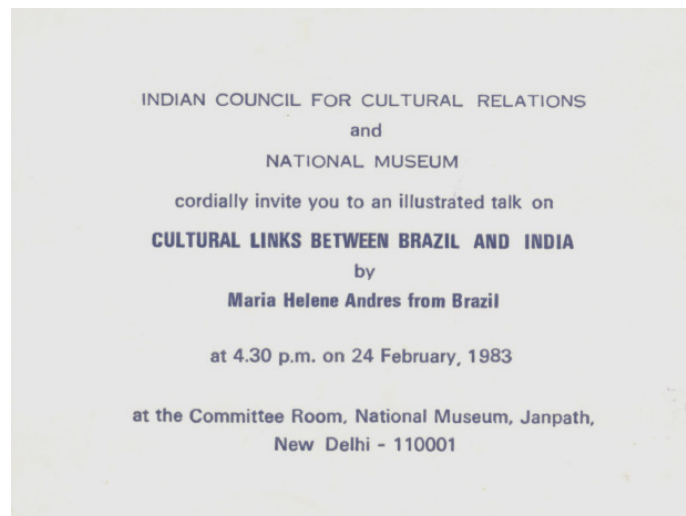 INDIAN COUNCIL FOR CULTURAL RELATIONS
and
NATIONAL MUSEUM
cordially invite you to an illustrated talk on
CULTURAL LINKS BETWEEN BRAZIL AND INDIA
by
Maria Helene Andres from Brazil
at 4.30 p.m. on 24 February, 1983
at the Committee Room, National Museum, Janpath,
New Delhi - 110001